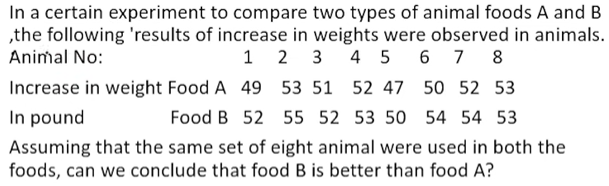 In a certain experiment to compare two types of animal foods A and B
,the following 'results of increase in weights were observed in animals.
Animal No: 1 2 3 4 5 6 7 8
Increase in weight Food A 49 53 51 52 47 50 52 53
In pound Food B 52 55 52 53 50 54 54 53
Assuming that the same set of eight animal were used in both the
foods, can we conclude that food B is better than food A?